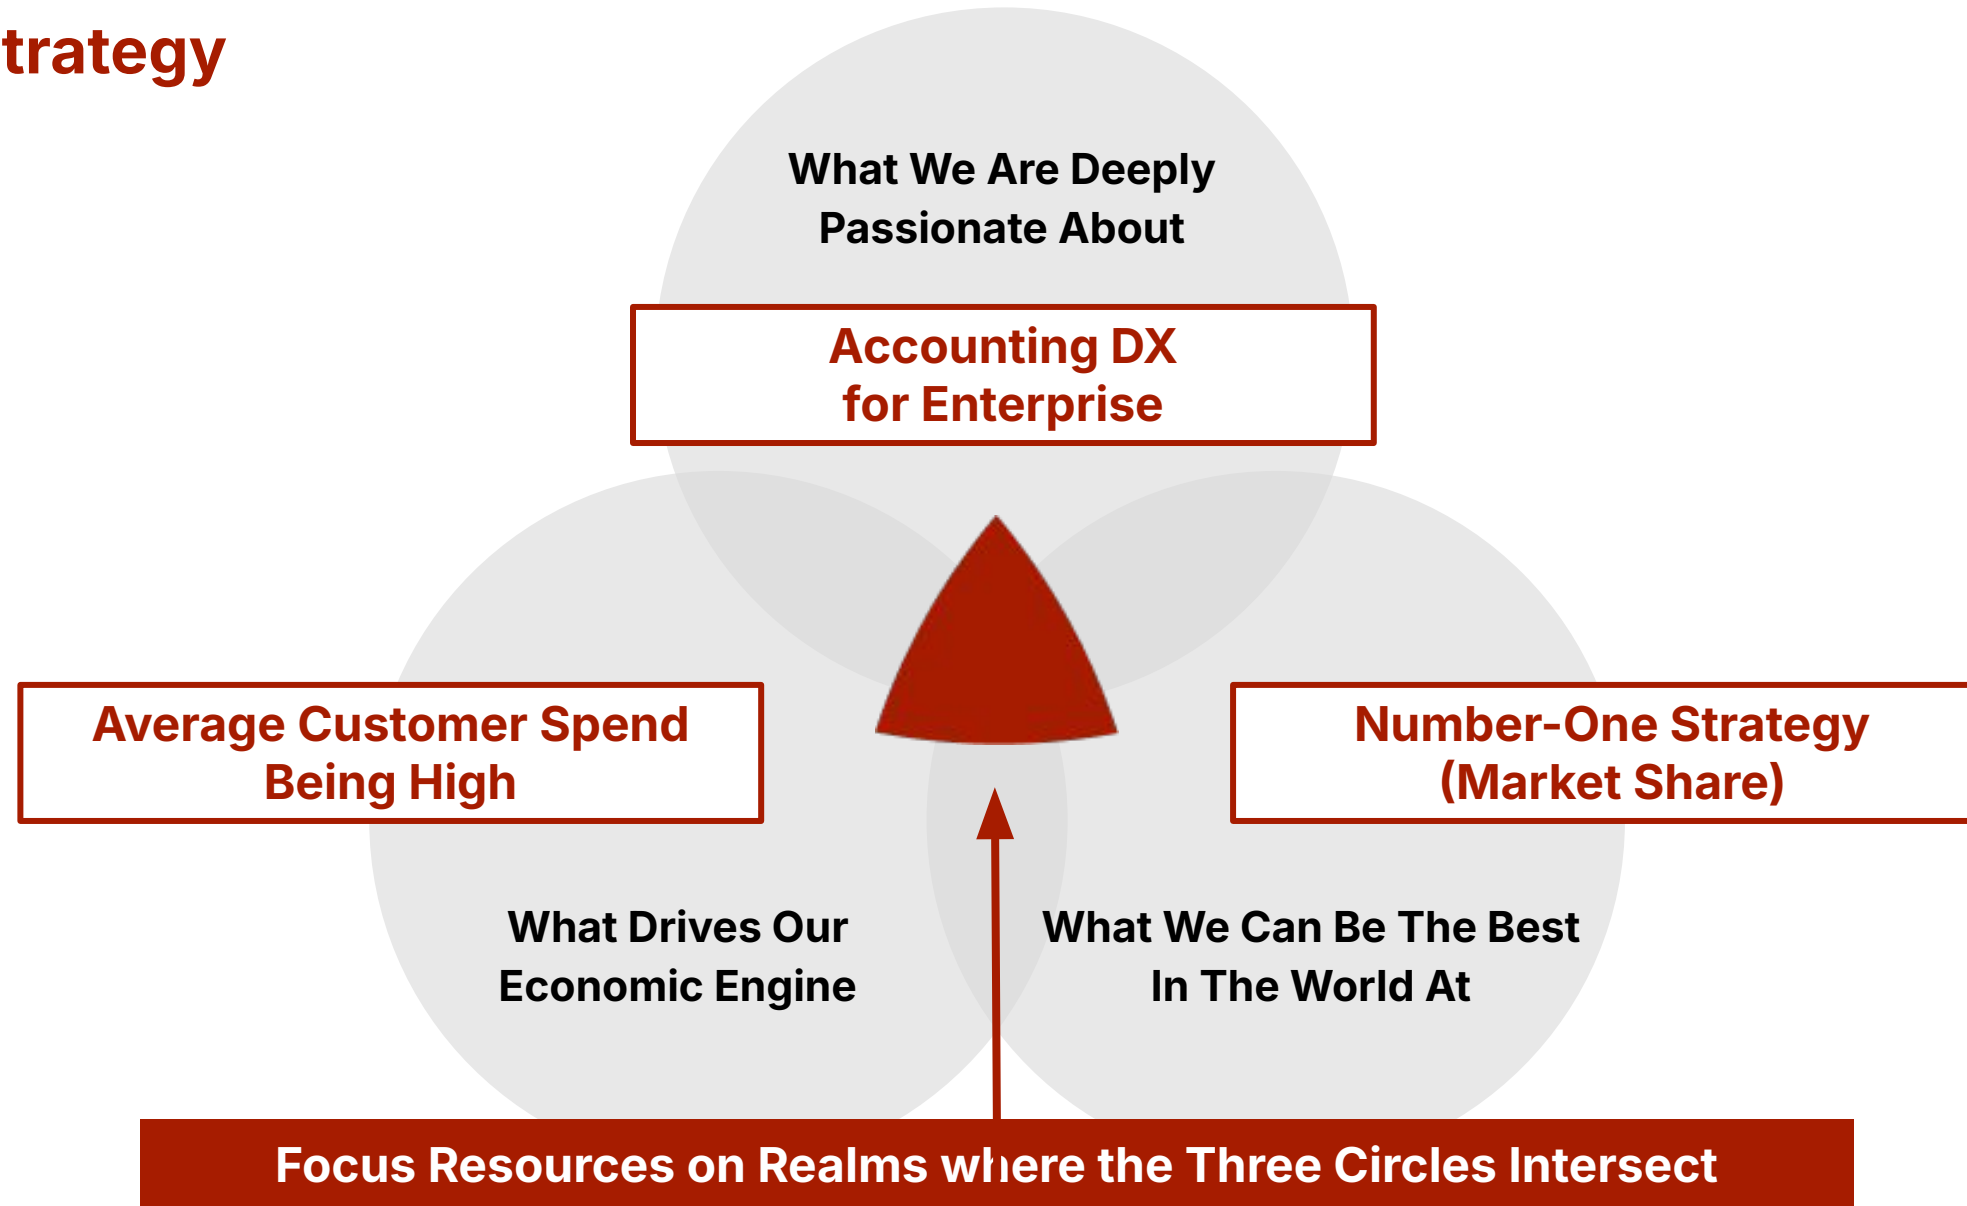 trategy
What We Are Deeply
Passionate About
Accounting DX
for Enterprise
Average Customer Spend
Being High
Number-One Strategy
(Market Share)
What Drives Our
Economic Engine
What We Can Be The Best
In The World At
Focus Resources on Realms where the Three Circles Intersect